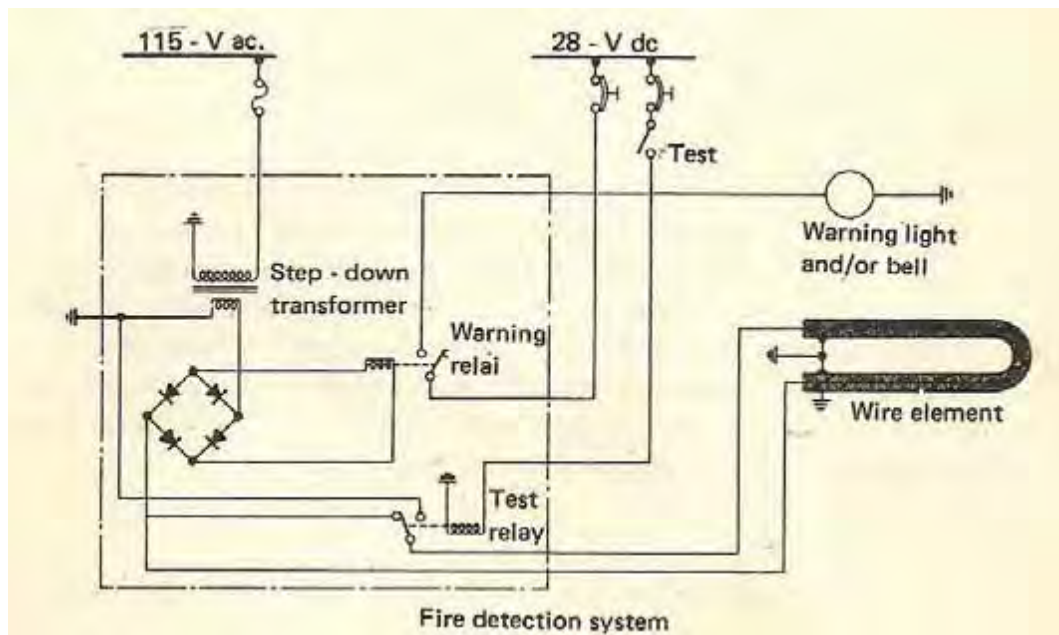 115 - V ac.
28 - V dc
Test
Step - down
transformer
Warning light
and/or bell
Warning
relai
Wire element
Test
relay
Fire detection system